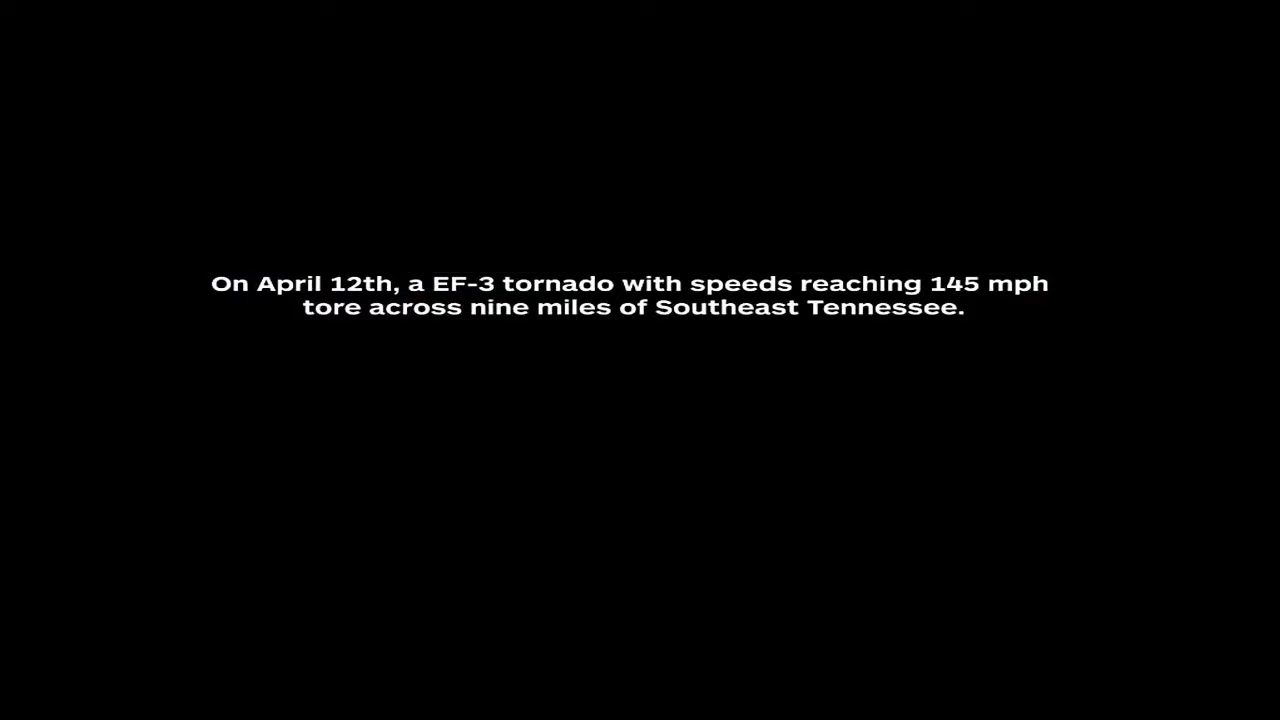 On April 12th, a EF-3 tornado with speeds reaching 145 mph
tore across nine miles of Southeast Tennessee.